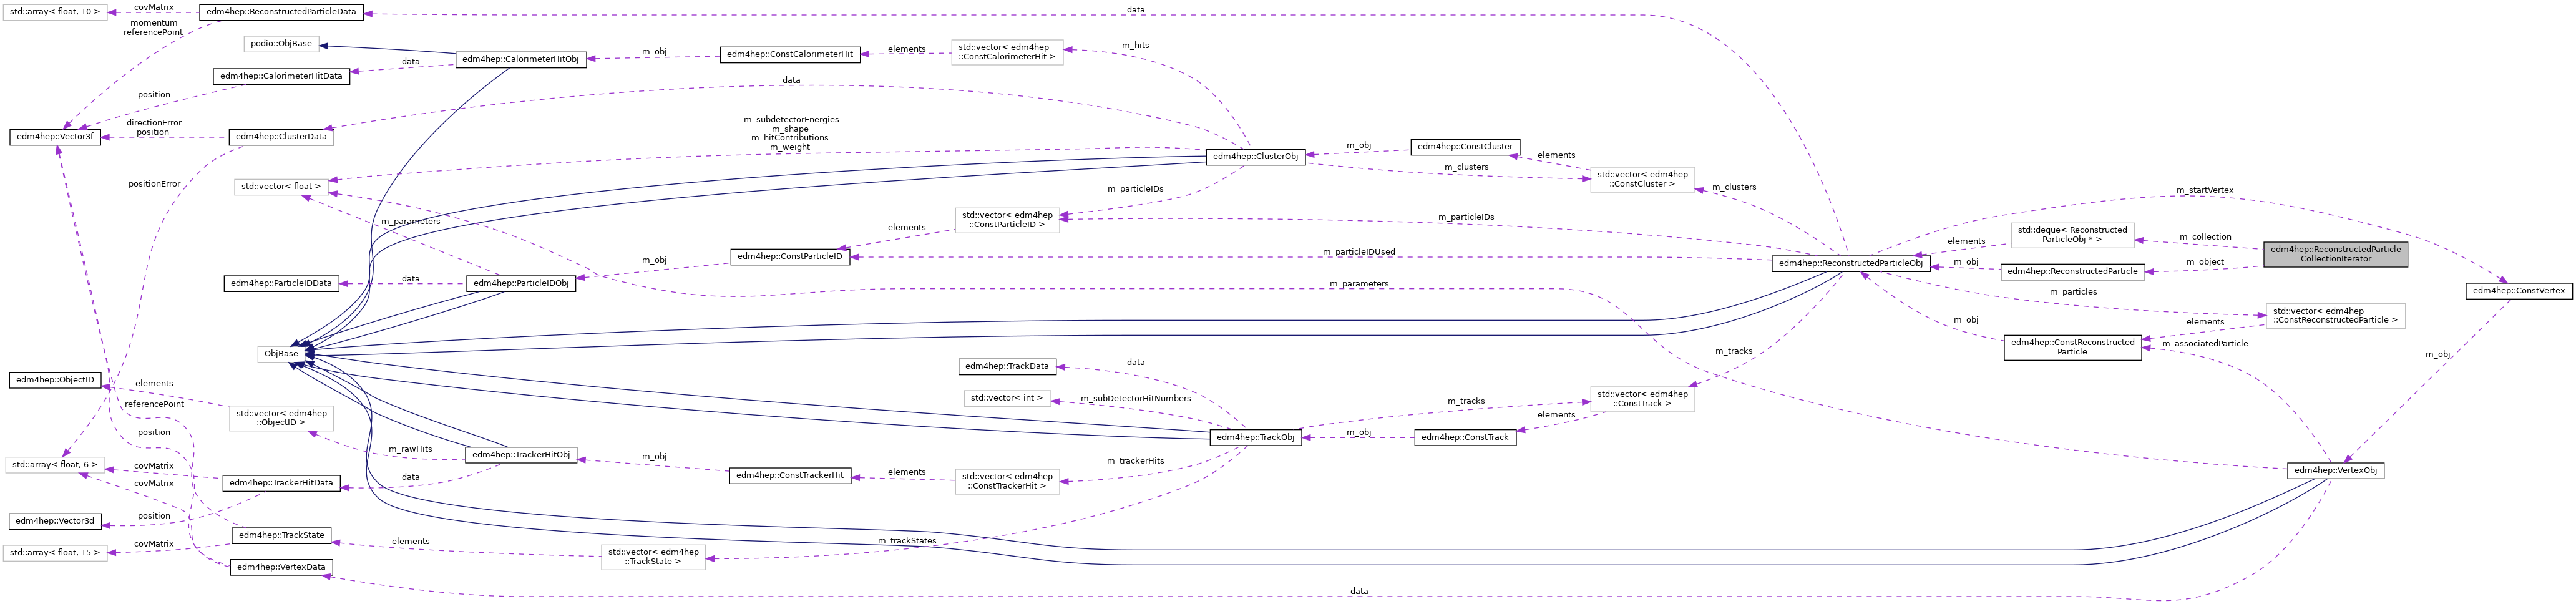 std::array< float, 10 >
covMatrix
edm4hep::ReconstructedParticleData
data
momentum
referencePoint
podio::ObjBase
edm4hep::CalorimeterHitObj
m_obj
edm4hep::ConstCalorimeterHit
elements
std::vector< edm4hep
::ConstCalorimeterHit >
m_hits
edm4hep::CalorimeterHitData
data
data
position
edm4hep::Vector3f
directionError
position
edm4hep::ClusterData
m_subdetectorEnergies
m_shape
m_hitContributions
m_weight
edm4hep::ClusterObj
m_obj
edm4hep::ConstCluster
elements
m_clusters
std::vector< edm4hep
::ConstCluster >
m_clusters
m_startVertex
positionError
std::vector< float >
m_particleIDs
m_parameters
std::vector< edm4hep
::ConstParticleID >
elements
m_particleIDs
edm4hep::ConstParticleID
m_particleIDUsed
m_obj
edm4hep::ReconstructedParticleObj
elements
std::deque< Reconstructed
ParticleObj * >
m_collection
edm4hep::ReconstructedParticle
CollectionIterator
m_obj
edm4hep::ReconstructedParticle
m_object
edm4hep::ParticleIDData
data
edm4hep::ParticleIDObj
m_parameters
m_particles
edm4hep::ConstVertex
std::vector< edm4hep
::ConstReconstructedParticle >
m_obj
elements
edm4hep::ConstReconstructed
Particle
m_associatedParticle
m_obj
ObjBase
m_tracks
edm4hep::TrackData
data
edm4hep::ObjectID
elements
std::vector< int >
m_subDetectorHitNumbers
m_tracks
std::vector< edm4hep
::ConstTrack >
elements
referencePoint
std::vector< edm4hep
::ObjectID >
position
edm4hep::TrackObj
m_obj
edm4hep::ConstTrack
m_rawHits
edm4hep::TrackerHitObj
m_obj
edm4hep::ConstTrackerHit
elements
std::vector< edm4hep
::ConstTrackerHit >
m_trackerHits
std::array< float, 6 >
covMatrix
covMatrix
edm4hep::TrackerHitData
data
edm4hep::VertexObj
edm4hep::Vector3d
position
edm4hep::TrackState
std::array< float, 15 >
covMatrix
elements
std::vector< edm4hep
::TrackState >
m_trackStates
edm4hep::VertexData
data